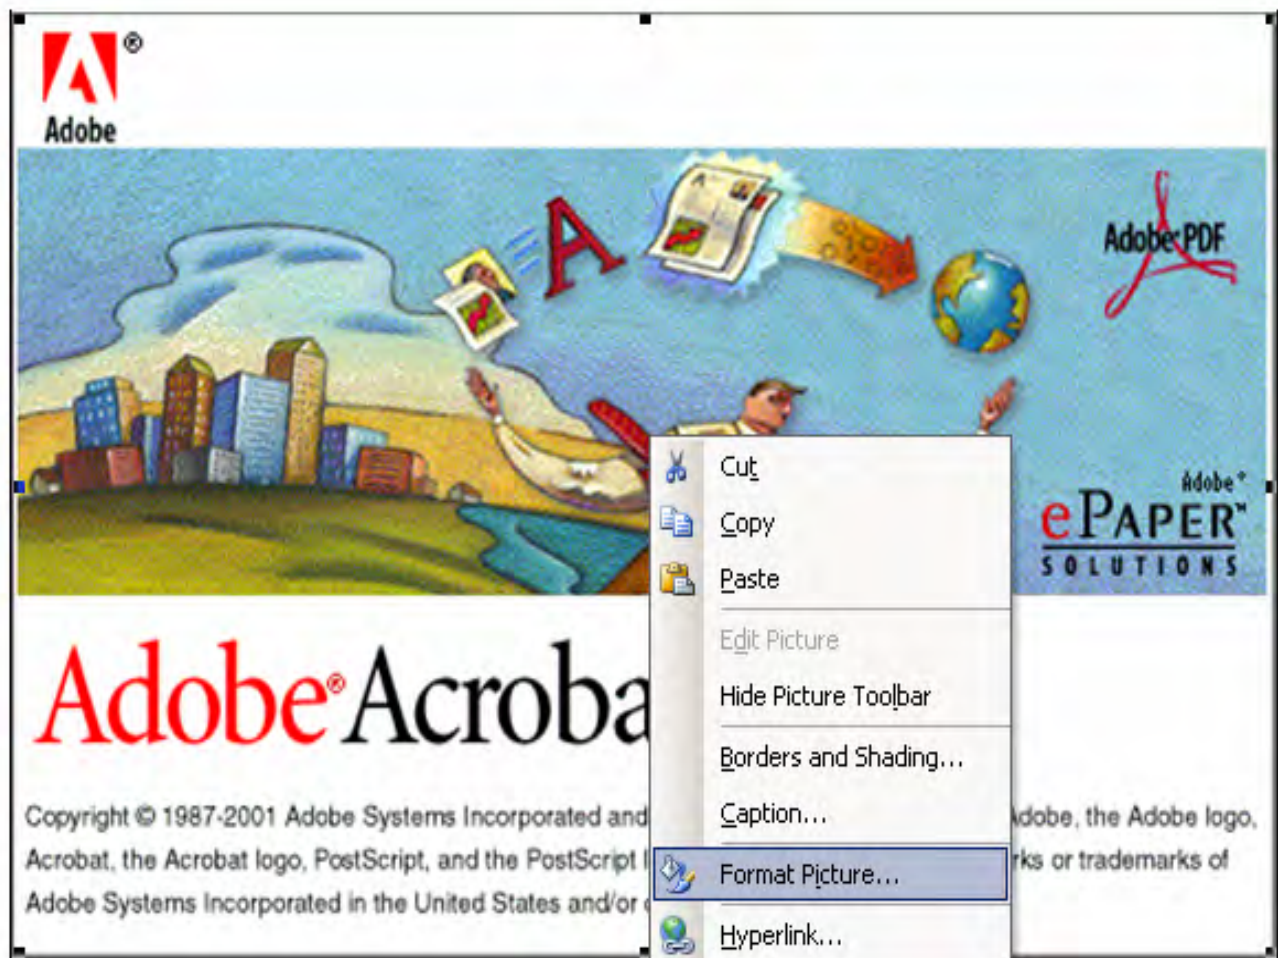 ®
Adobe
A
A
Adobe PDF
Adobe®
ePAPER™
SOLUTIONS
Cut
Copy
Paste
Edit Picture
Hide Picture Toolbar
Borders and Shading...
Caption...
Format Picture...
Hyperlink...
Adobe® Acroba
Copyright © 1987-2001 Adobe Systems Incorporated and Adobe, the Adobe logo,
Acrobat, the Acrobat logo, PostScript, and the PostScript rks or trademarks of
Adobe Systems Incorporated in the United States and/or